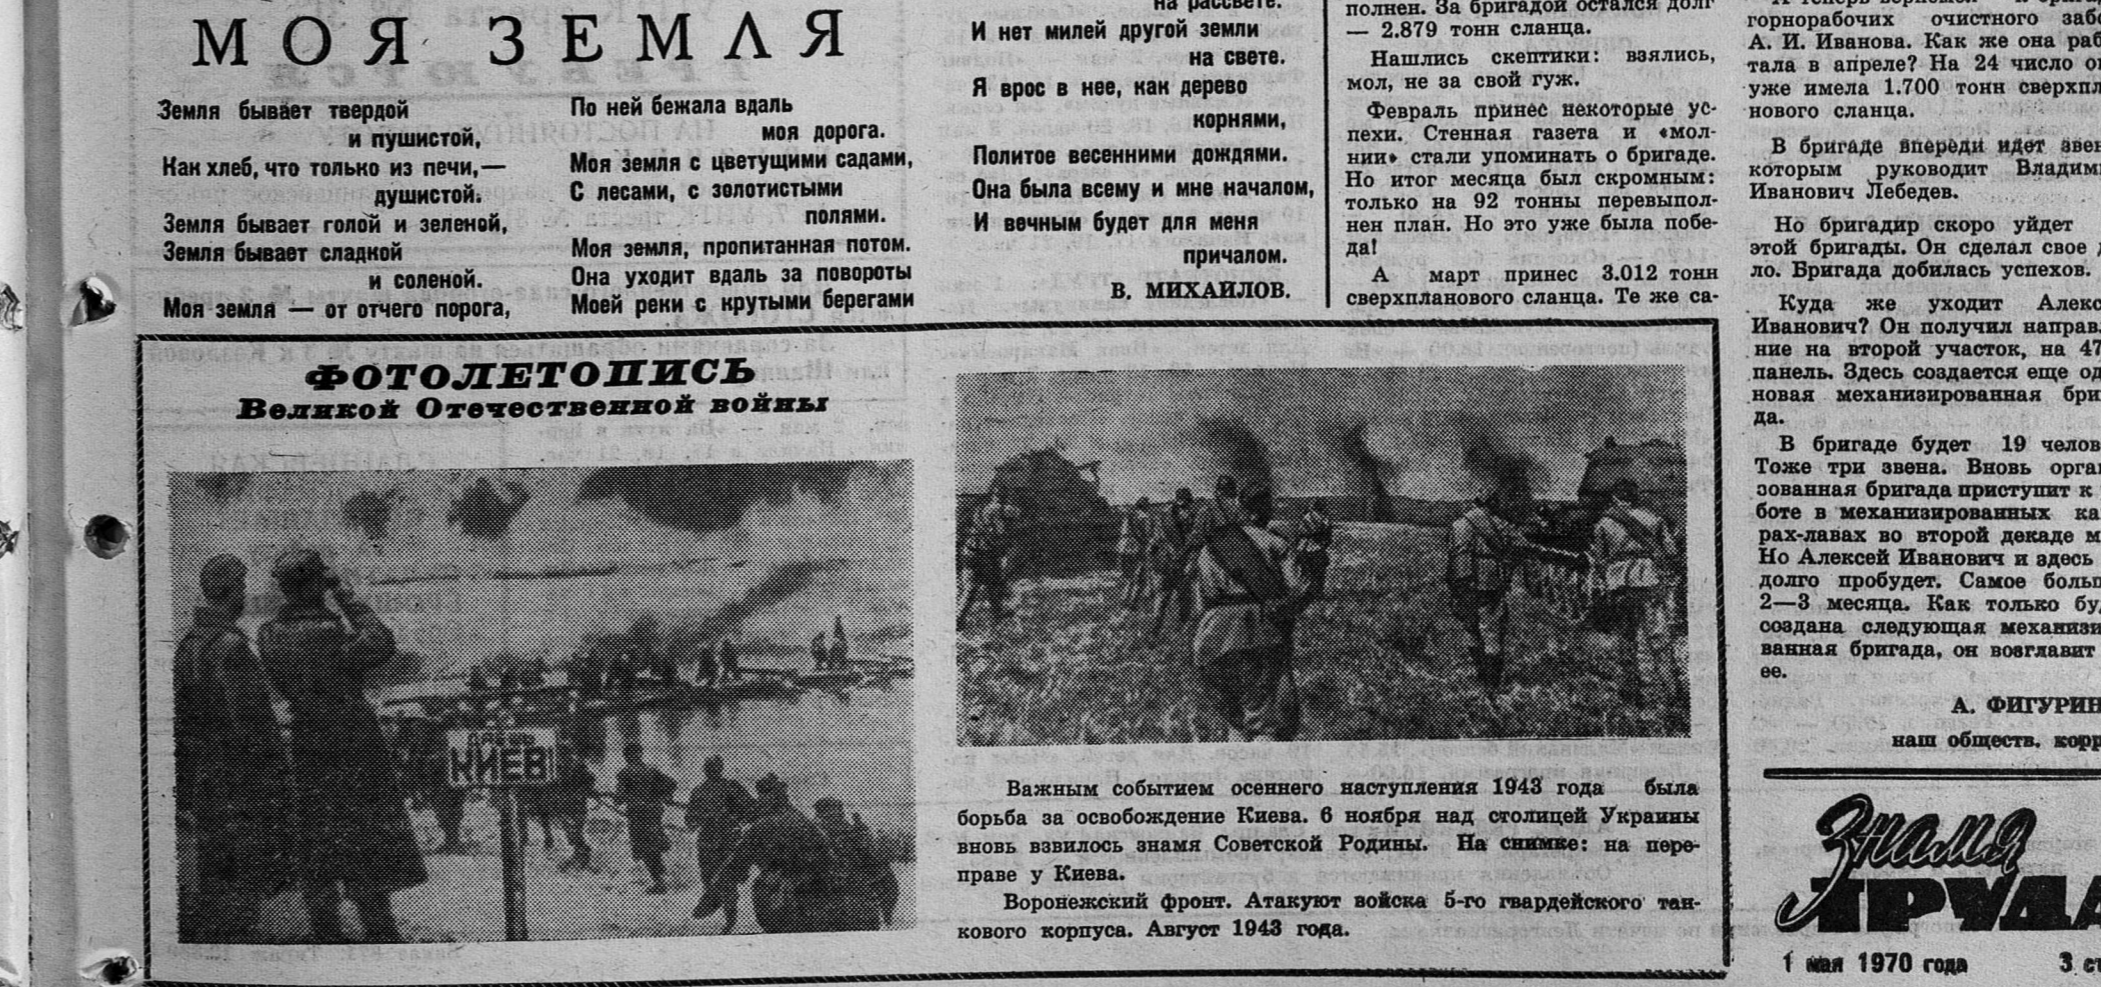 МОЯ ЗЕМЛЯ
Земля бывает твердой
и пушистой,
Как хлеб, что только из печи,—
душистой.
Земля бывает голой и зеленой,
Земля бывает сладкой
и соленой.
Моя земля — от отчего порога,
По ней бежала вдаль
моя дорога.
Моя земля с цветущими садами,
С лесами, с золотистыми
полями.
Моя земля, пропитанная потом.
Она уходит вдаль за повороты
Моей реки с крутыми берегами
на рассвете.
И нет милей другой земли
на свете.
Я врос в нее, как дерево
корнями,
Политое весенними дождями.
Она была всему и мне началом,
И вечным будет для меня
причалом.
В. МИХАЙЛОВ.
полнен. За бригадой остался долг
— 2.879 тонн сланца.
Нашлись скептики: взялись,
мол, не за свой гуж.
Февраль принес некоторые ус-
пехи. Стенная газета и «мол-
нии» стали упоминать о бригаде.
Но итог месяца был скромным:
только на 92 тонны перевыпол-
нен план. Но это уже была побе-
да!
А март принес 3.012 тонн
сверхпланового сланца. Те же са-
горнорабочих очистного заб
А. И. Иванова. Как же она раб
тала в апреле? На 24 число о
уже имела 1.700 тонн сверхпл
нового сланца.
В бригаде впереди идет звен
которым руководит Владим
Иванович Лебедев.
Но бригадир скоро уйдет
этой бригады. Он сделал свое д
ло. Бригада добилась успехов.
Куда же уходит Алекс
Иванович? Он получил направл
ние на второй участок, на 47
панель. Здесь создается еще од
новая механизированная бри
да.
В бригаде будет 19 челов
Тоже три звена. Вновь орга
зованная бригада приступит к
боте в механизированных ка
рах-лавах во второй декаде м
Но Алексей Иванович и здесь
долго пробудет. Самое больш
2—3 месяца. Как только бу
создана следующая механизи
ванная бригада, он возглавит
ее.
А. ФИГУРИН
наш обществ. корр
ФОТОЛЕТОПИСЬ
Великой Отечественной войны
КИЕВ!
Важным событием осеннего наступления 1943 года была
борьба за освобождение Киева. 6 ноября над столицей Украины
вновь взвилось знамя Советской Родины. На снимке: на пере-
праве у Киева.
Воронежский фронт. Атакуют войска 5-го гвардейского тан-
кового корпуса. Август 1943 года.
Знамя
ТРУДА
1 мая 1970 года 3 ст